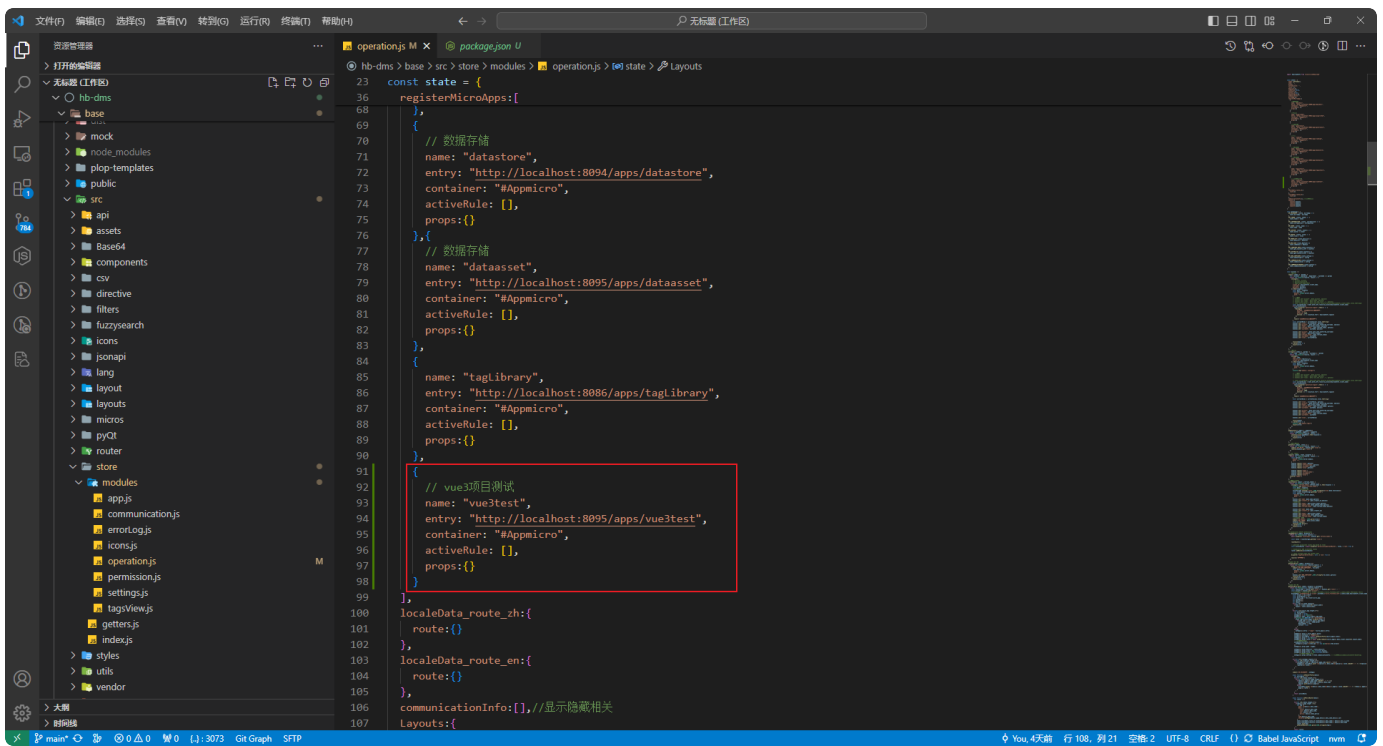 文件(F) 编辑(E) 选择(S) 查看(V) 转到(G) 运行(R) 终端(T) 帮助(H)
无标题 (工作区)
资源管理器
打开的编辑器
无标题 (工作区)
hb-dms
base
dist
mock
node_modules
plop-templates
public
src
api
assets
Base64
components
csv
directive
filters
fuzzysearch
icons
jsonapi
lang
layout
layouts
micros
pyQt
router
store
modules
app.js
communication.js
errorLog.js
icons.js
operation.js M
permission.js
settings.js
tagsView.js
getters.js
index.js
styles
utils
vendor
大纲
时间线
1
784
operation.js M package.json U
hb-dms > base > src > store > modules > operation.js > state > Layouts
23 const state = {
36 registerMicroApps:[
68 },
69 {
70 // 数据存储
71 name: "datastore",
72 entry: "http://localhost:8094/apps/datastore",
73 container: "#Appmicro",
74 activeRule: [],
75 props:{}
76 },{
77 // 数据存储
78 name: "dataasset",
79 entry: "http://localhost:8095/apps/dataasset",
80 container: "#Appmicro",
81 activeRule: [],
82 props:{}
83 },
84 {
85 name: "tagLibrary",
86 entry: "http://localhost:8086/apps/tagLibrary",
87 container: "#Appmicro",
88 activeRule: [],
89 props:{}
90 },
91 {
92 // vue3项目测试
93 name: "vue3test",
94 entry: "http://localhost:8095/apps/vue3test",
95 container: "#Appmicro",
96 activeRule: [],
97 props:{}
98 }
99 ],
100 localeData_route_zh:{
101 route:{}
102 },
103 localeData_route_en:{
104 route:{}
105 },
106 communicationInfo:[],//显示隐藏相关
107 Layouts:{
main* 0 0 0 {..} : 3073 Git Graph SFTP You, 4天前 行 108，列 21 空格: 2 UTF-8 CRLF {} Babel JavaScript nvm